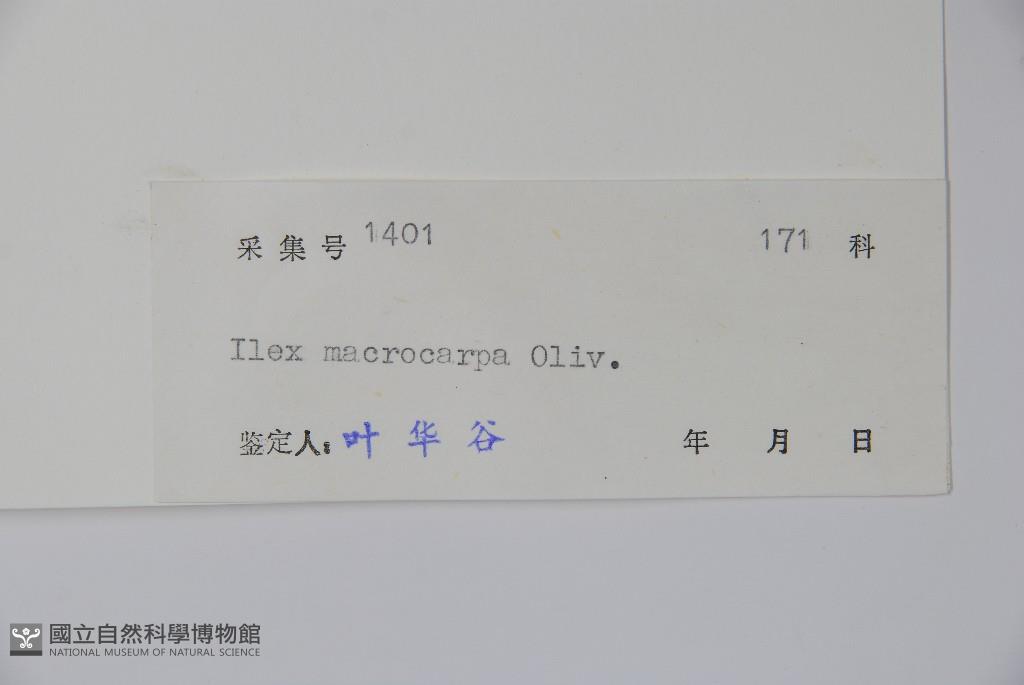 采集号 1401 171 科
Ilex macrocarpa Oliv.
鉴定人: 叶华谷 年 月 日
國立自然科學博物館
NATIONAL MUSEUM OF NATURAL SCIENCE